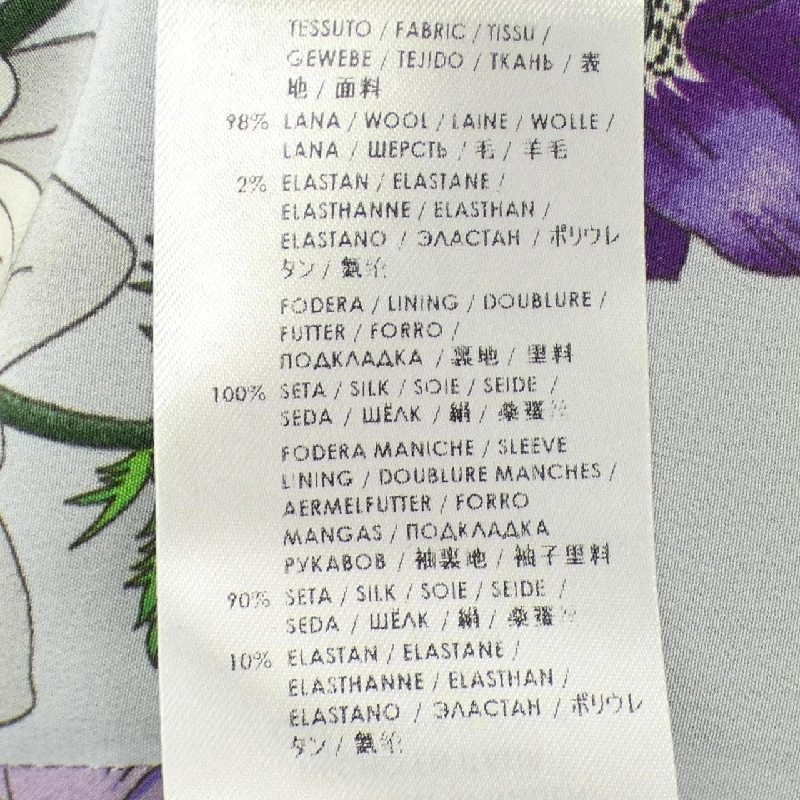 TESSUTO / FABRIC / TISSU /
GEWEBE / TEJIDO / ТКАНЬ / 表
地 / 面料
98% LANA / WOOL / LAINE / WOLLE /
LANA / ШЕРСТЬ / 毛 / 羊毛
2% ELASTAN / ELASTANE /
ELASTHANNE / ELASTHAN /
ELASTANO / ЭЛАСТАН / ポリウレ
タン / 氨纶
FODERA / LINING / DOUBLURE /
FUTTER / FORRO /
ПОДКЛАДКА / 裏地 / 里料
100% SETA / SILK / SOIE / SEIDE /
SEDA / ШЁЛК / 絹 / 桑蚕丝
FODERA MANICHE / SLEEVE
LINING / DOUBLURE MANCHES /
AERMELFUTTER / FORRO
MANGAS / ПОДКЛАДКА
РУКАВОВ / 袖裏地 / 袖子里料
90% SETA / SILK / SOIE / SEIDE /
SEDA / ШЁЛК / 絹 / 桑蚕丝
10% ELASTAN / ELASTANE /
ELASTHANNE / ELASTHAN /
ELASTANO / ЭЛАСТАН / ポリウレ
タン / 氨纶